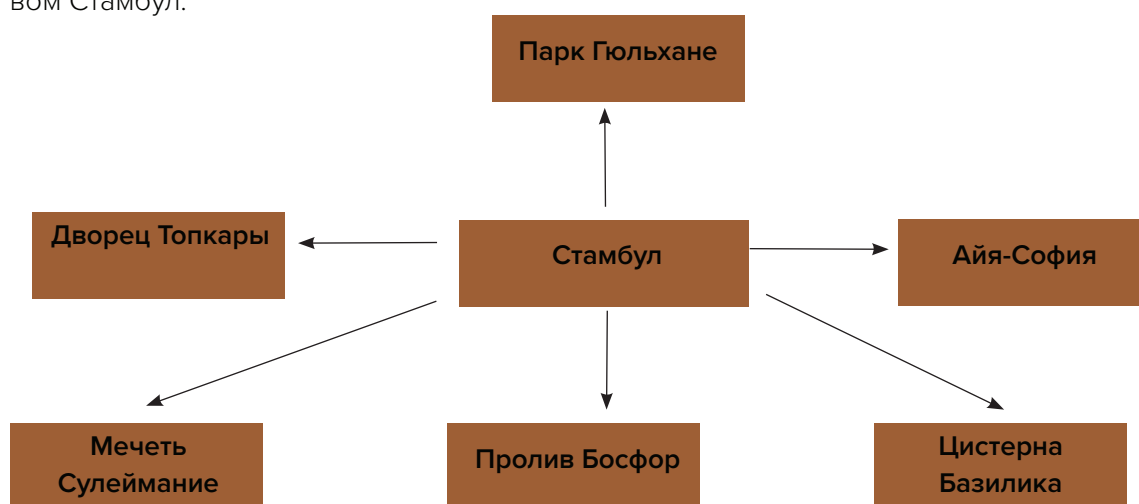 вом Стамбул.
Парк Гюльхане
Дворец Топкары
Стамбул
Айя-София
Мечеть
Сулеймание
Пролив Босфор
Цистерна
Базилика